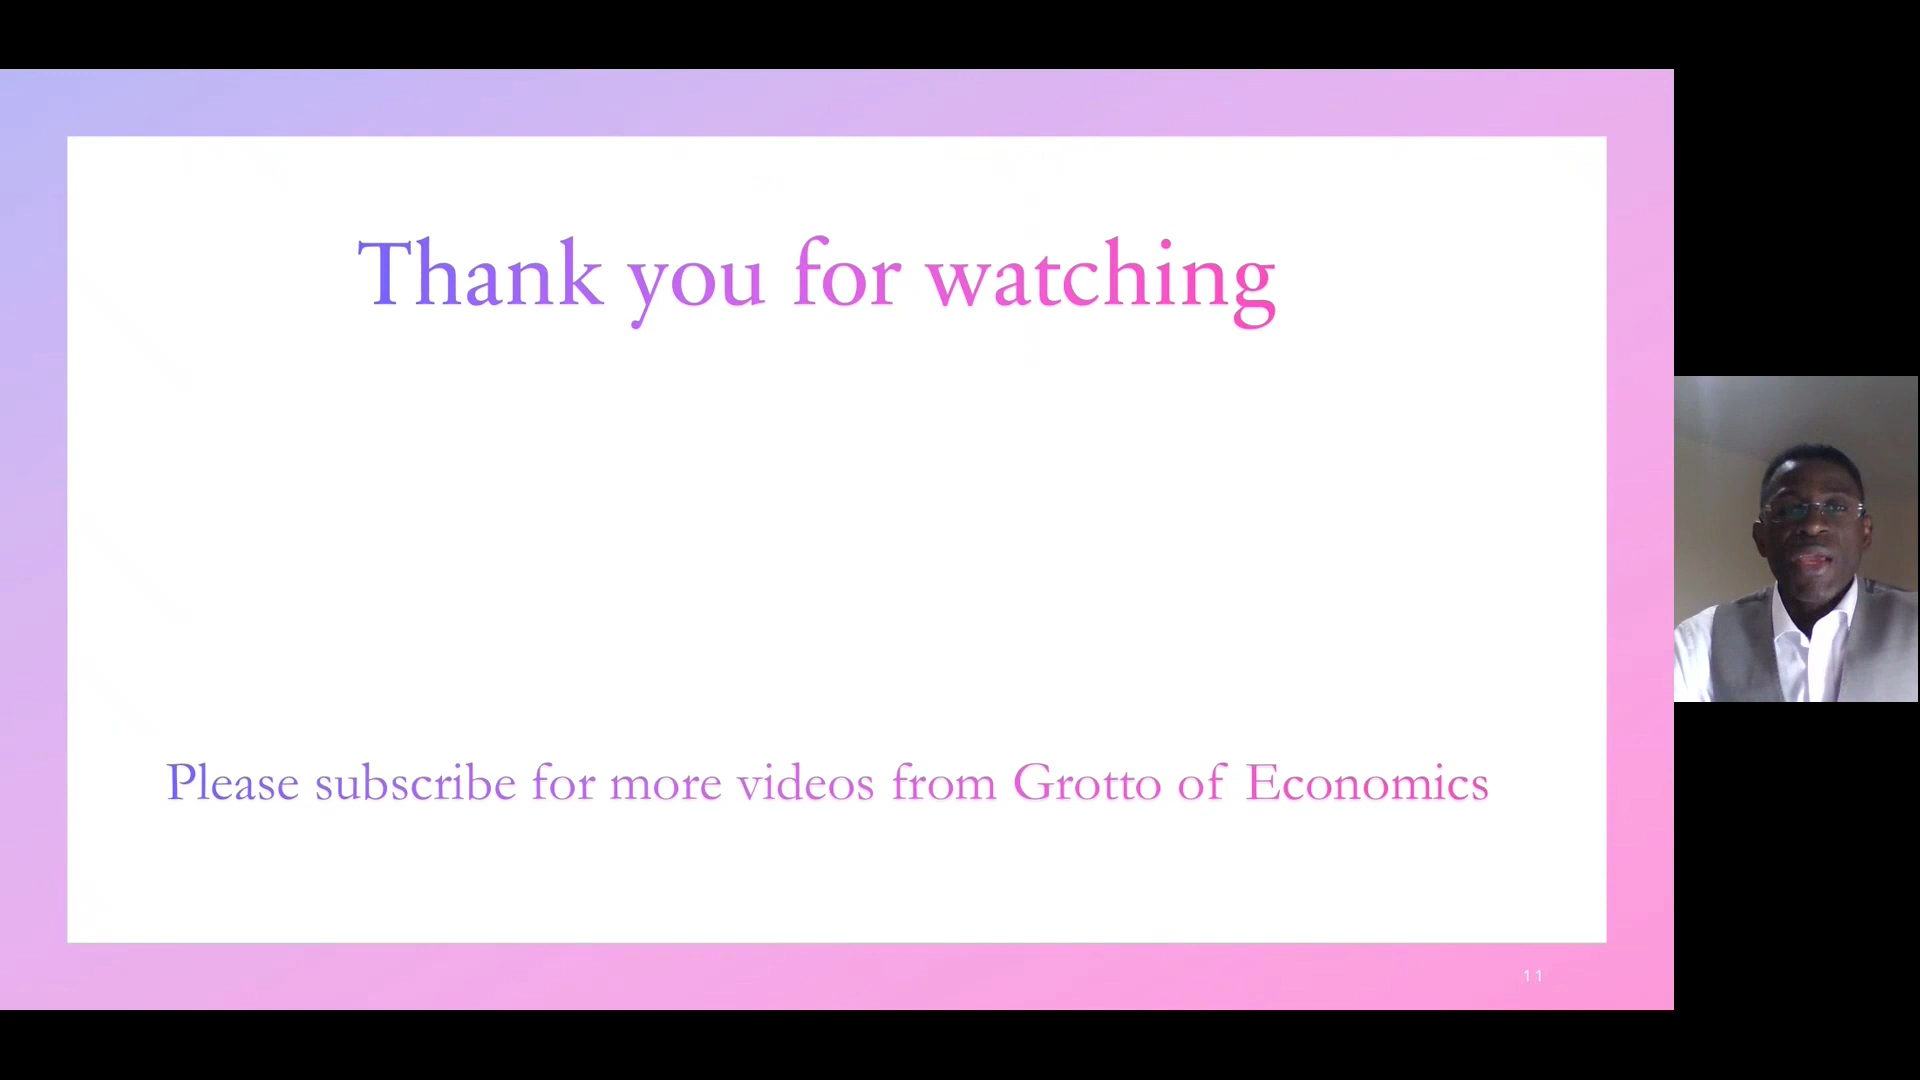 Thank you for watching
Please subscribe for more videos from Grotto of Economics
11